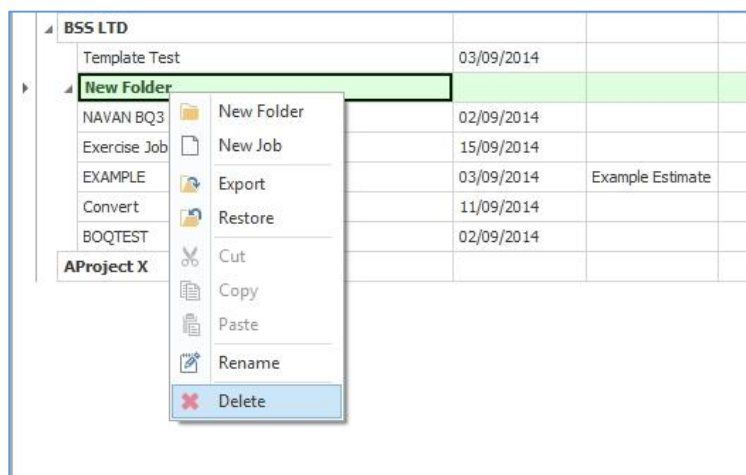 BSS LTD
Template Test 03/09/2014
New Folder
NAVAN BQ3 02/09/2014
Exercise Job 15/09/2014
EXAMPLE 03/09/2014 Example Estimate
Convert 11/09/2014
BOQTEST 02/09/2014
AProject X
New Folder
New Job
Export
Restore
Cut
Copy
Paste
Rename
Delete